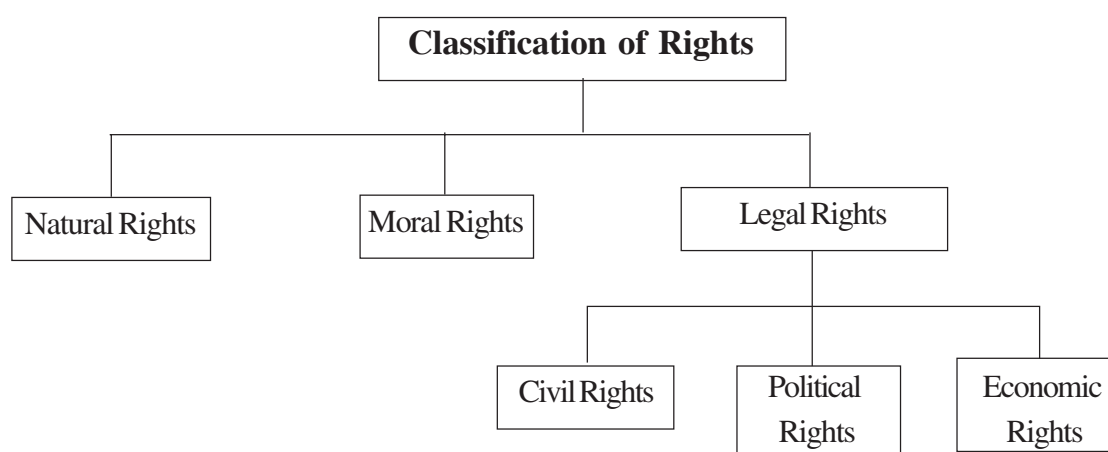 Classification of Rights
Natural Rights
Moral Rights
Legal Rights
Civil Rights
Political
Rights
Economic
Rights